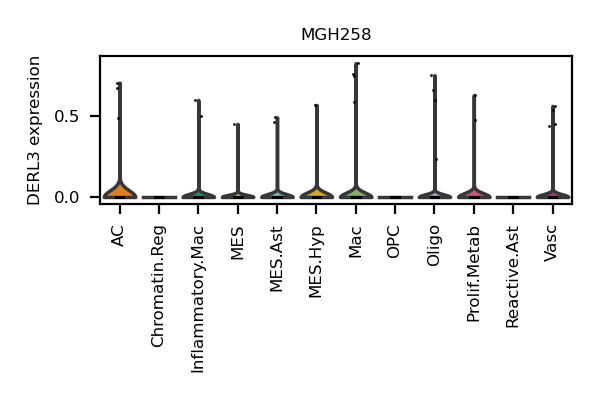 MGH258
DERL3 expression
0.5
0.0
AC
Chromatin.Reg
Inflammatory.Mac
MES
MES.Ast
MES.Hyp
Mac
OPC
Oligo
Prolif.Metab
Reactive.Ast
Vasc